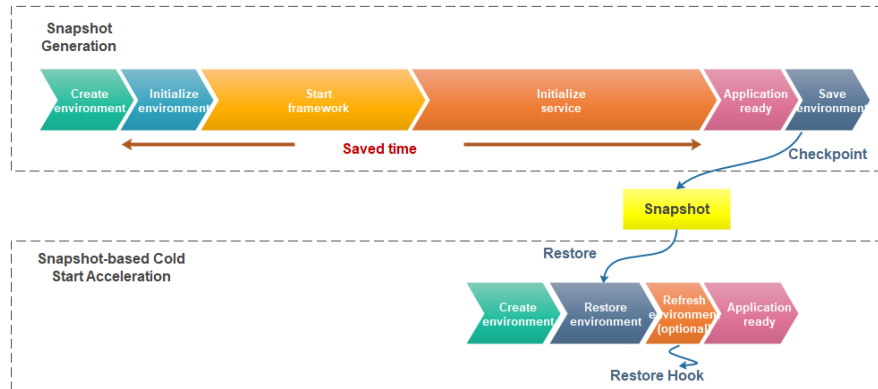 Snapshot
Generation
Create
environment
Initialize
environment
Start
framework
Initialize
service
Application
ready
Save
environment
Saved time
Checkpoint
Snapshot
Snapshot-based Cold
Start Acceleration
Restore
Create
environment
Restore
environment
Refresh
environment
(optional)
Application
ready
Restore Hook